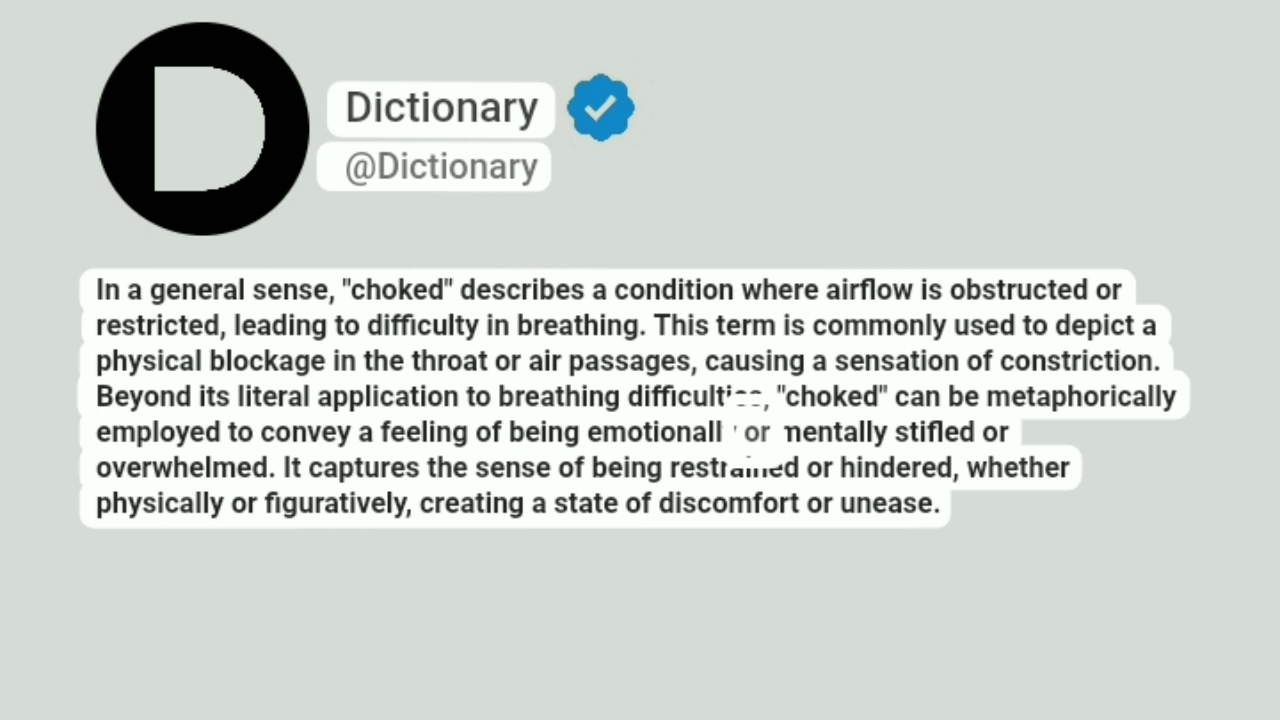 D
Dictionary
@Dictionary
In a general sense, "choked" describes a condition where airflow is obstructed or
restricted, leading to difficulty in breathing. This term is commonly used to depict a
physical blockage in the throat or air passages, causing a sensation of constriction.
Beyond its literal application to breathing difficulties, "choked" can be metaphorically
employed to convey a feeling of being emotionally or mentally stifled or
overwhelmed. It captures the sense of being restrained or hindered, whether
physically or figuratively, creating a state of discomfort or unease.